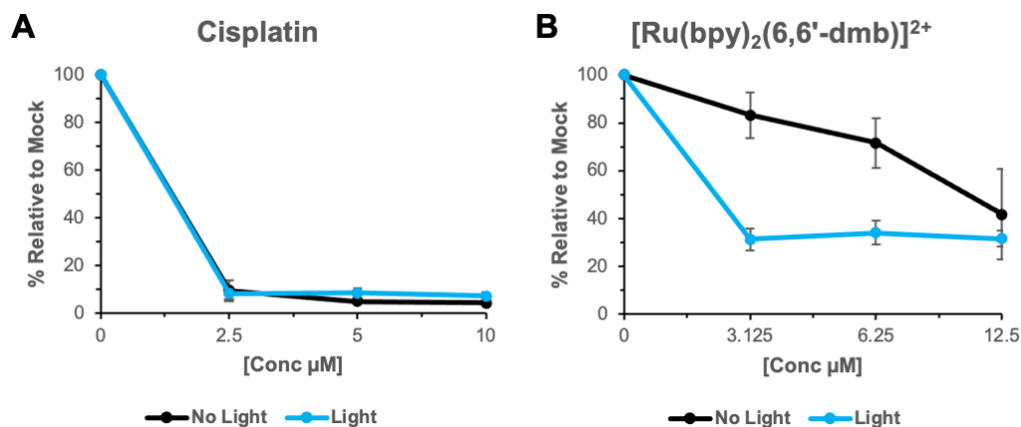 A
Cisplatin
% Relative to Mock
100
80
60
40
20
0
0 2.5 5 10
[Conc µM]
No Light Light
B
[Ru(bpy)₂(6,6'-dmb)]²⁺
% Relative to Mock
100
80
60
40
20
0
0 3.125 6.25 12.5
[Conc µM]
No Light Light